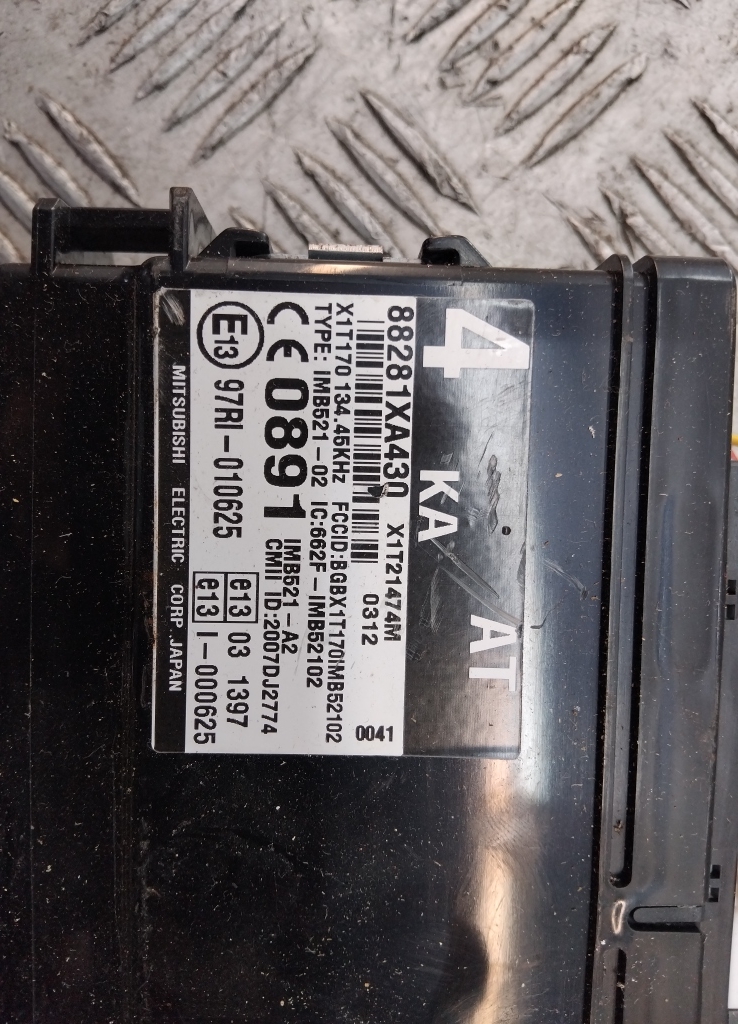 4 KA AT
88281XA430 X1T21474M
0312 0041
X1T170 134.45KHz FCCID:BGBX1T170IMB52102
TYPE: IMB521-02 IC:662F-IMB52102
CE 0891 IMB521-A2
CMII ID:2007DJ2774
E13 97RI-010625 e13 03 1397
e13 I-000625
MITSUBISHI ELECTRIC CORP. JAPAN